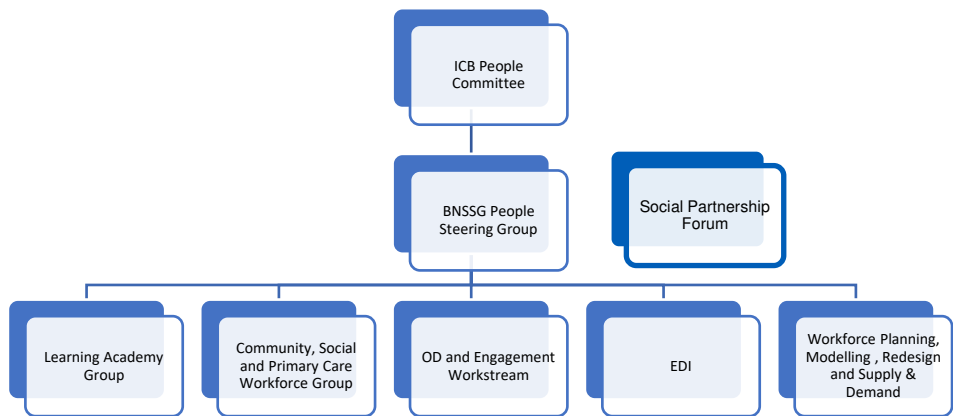 ICB People
Committee
BNSSG People
Steering Group
Social Partnership
Forum
Learning Academy
Group
Community, Social
and Primary Care
Workforce Group
OD and Engagement
Workstream
EDI
Workforce Planning,
Modelling , Redesign
and Supply &
Demand